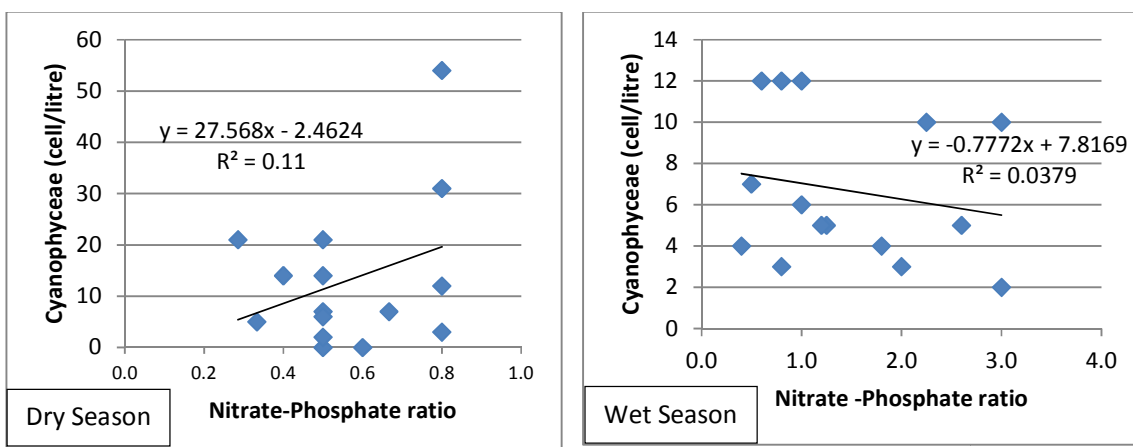 60
50
40
30
20
10
0
Cyanophyceae (cell/litre)
y = 27.568x - 2.4624
R² = 0.11
0.0 0.2 0.4 0.6 0.8 1.0
Nitrate-Phosphate ratio
Dry Season
14
12
10
8
6
4
2
0
Cyanophyceae (cell/litre)
y = -0.7772x + 7.8169
R² = 0.0379
0.0 1.0 2.0 3.0 4.0
Nitrate -Phosphate ratio
Wet Season